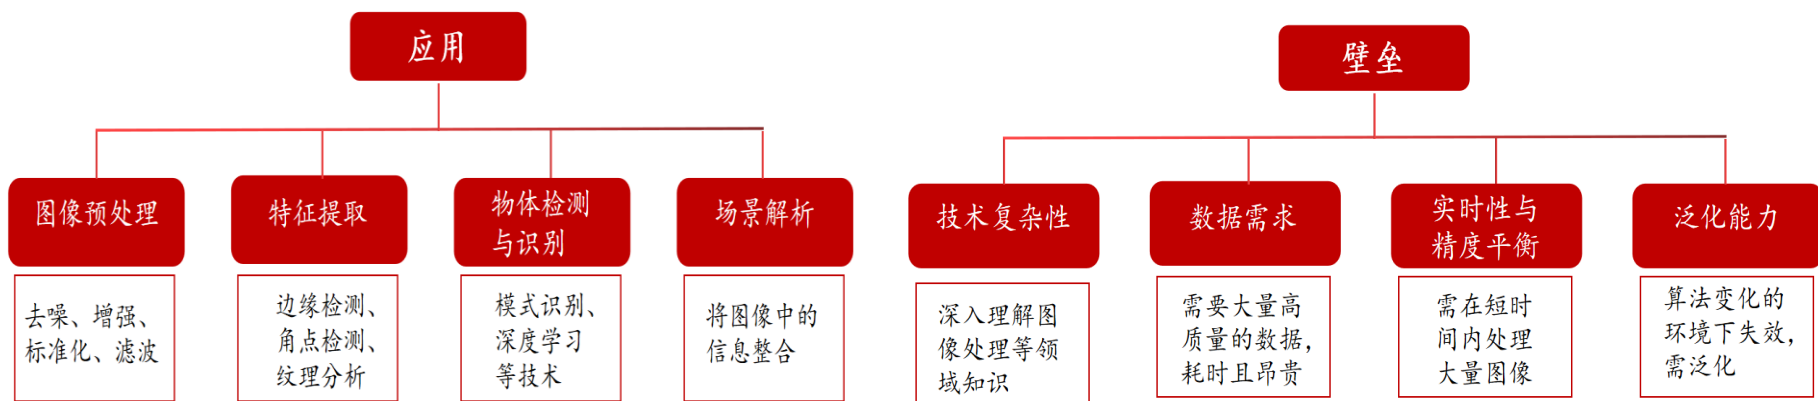 应用
图像预处理
去噪、增强、
标准化、滤波
特征提取
边缘检测、
角点检测、
纹理分析
物体检测
与识别
模式识别、
深度学习
等技术
场景解析
将图像中的
信息整合
壁垒
技术复杂性
深入理解图
像处理等领
域知识
数据需求
需要大量高
质量的数据，
耗时且昂贵
实时性与
精度平衡
需在短时
间内处理
大量图像
泛化能力
算法变化的
环境下失效，
需泛化